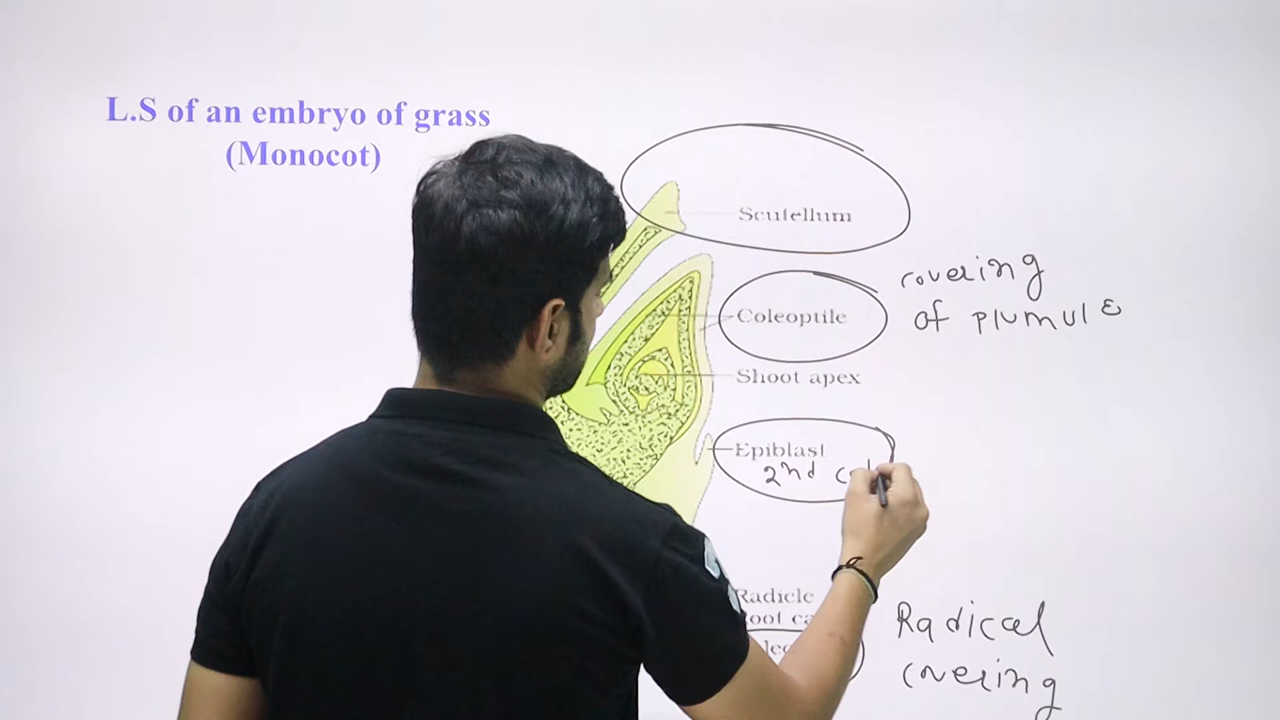 L.S of an embryo of grass
(Monocot)
Scutellum
Coleoptile
covering
of plumule
Shoot apex
Epiblast
2nd
Radicle
Radical
covering